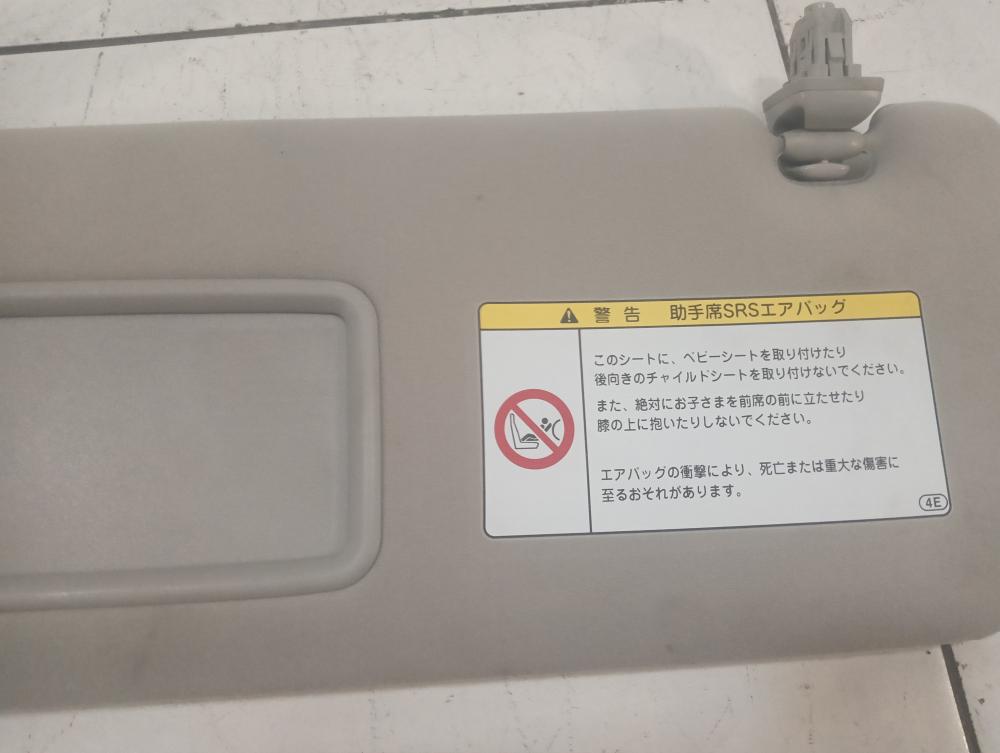 警告 助手席SRSエアバッグ
このシートに、ベビーシートを取り付けたり
後向きのチャイルドシートを取り付けないでください。
また、絶対にお子さまを前席の前に立たせたり
膝の上に抱いたりしないでください。
エアバッグの衝撃により、死亡または重大な傷害に
至るおそれがあります。
4E